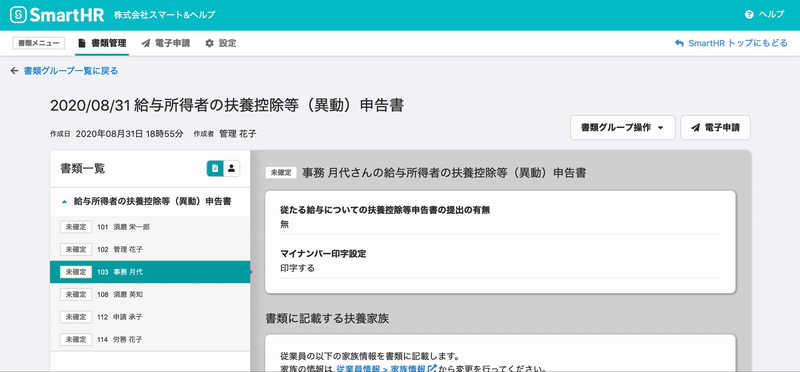 SmartHR 株式会社スマート&ヘルプ ヘルプ
書類メニュー 書類管理 電子申請 設定 SmartHR トップにもどる
書類グループ一覧に戻る
2020/08/31 給与所得者の扶養控除等（異動）申告書
作成日 2020年08月31日 18時55分 作成者 管理 花子
書類グループ操作 電子申請
書類一覧
給与所得者の扶養控除等（異動）申告書
未確定 101 須磨 栄一郎
未確定 102 管理 花子
未確定 103 事務 月代
未確定 108 須磨 英知
未確定 112 申請 承子
未確定 114 労務 花子
未確定 事務 月代さんの給与所得者の扶養控除等（異動）申告書
従たる給与についての扶養控除等申告書の提出の有無
無
マイナンバー印字設定
印字する
書類に記載する扶養家族
従業員の以下の家族情報を書類に記載します。
家族の情報は 従業員情報 > 家族情報 から変更を行ってください。